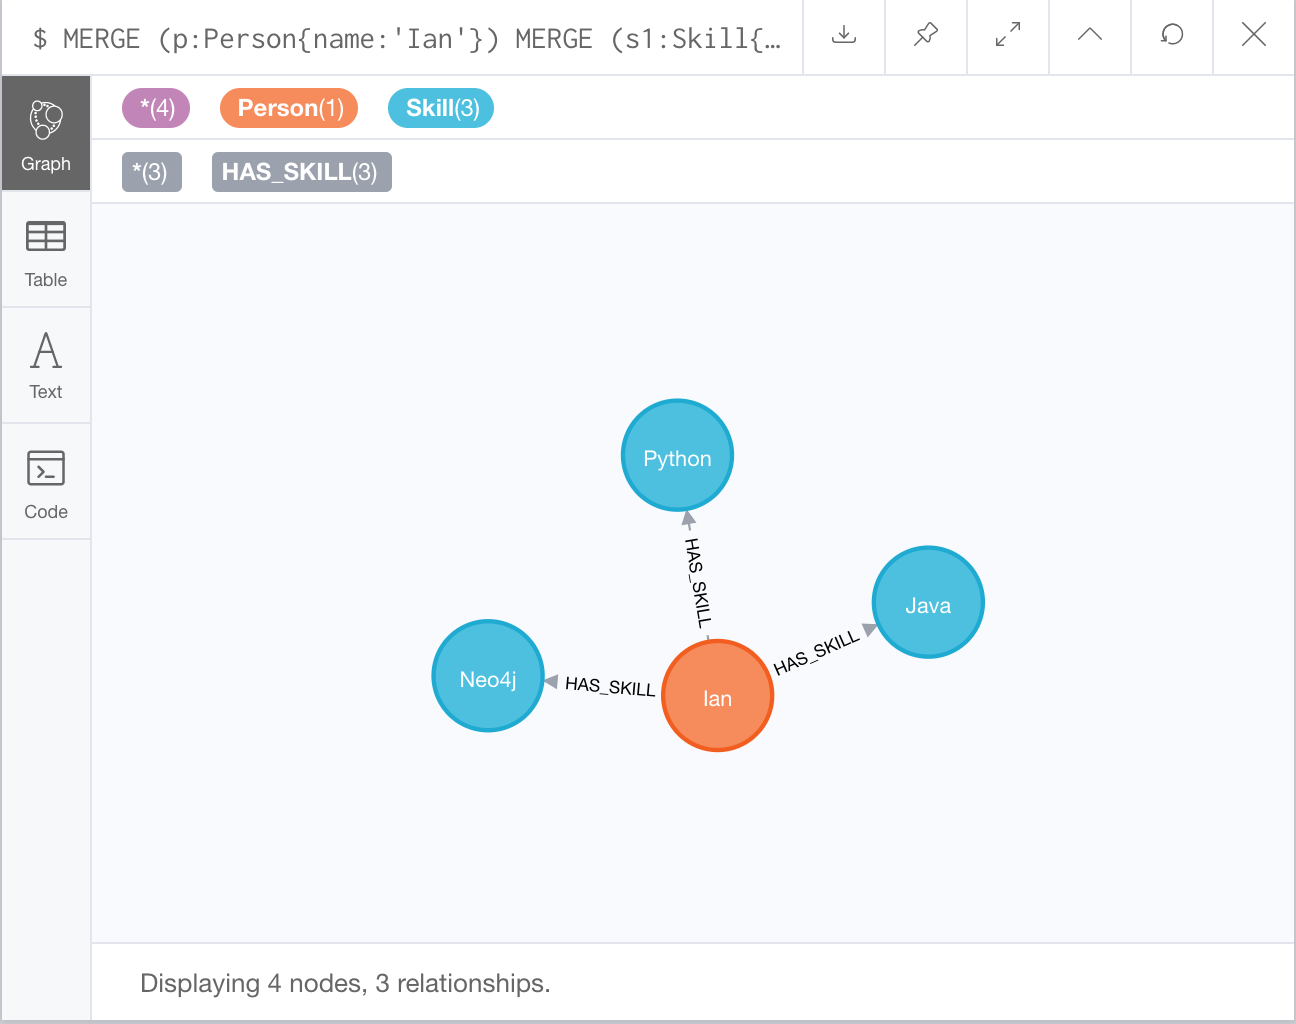 $ MERGE (p:Person{name:'Ian'}) MERGE (s1:Skill{…
*(4) Person(1) Skill(3)
*(3) HAS_SKILL(3)
Graph
Table
Text
Code
Python
HAS_SKILL
Java
HAS_SKILL
Neo4j
HAS_SKILL
Ian
Displaying 4 nodes, 3 relationships.